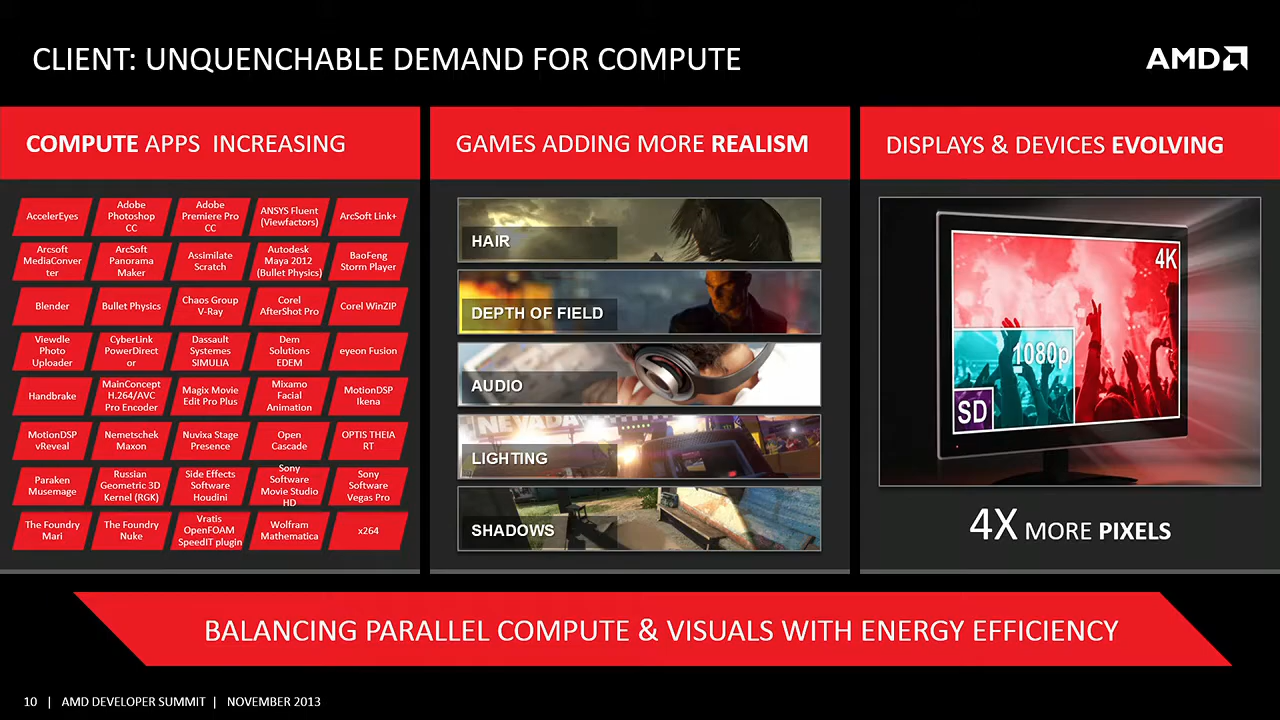 CLIENT: UNQUENCHABLE DEMAND FOR COMPUTE
AMD
COMPUTE APPS INCREASING
AccelerEyes
Adobe
Photoshop
CC
Adobe
Premiere Pro
CC
ANSYS Fluent
(Viewfactors)
ArcSoft Link+
Arcsoft
MediaConver
ter
ArcSoft
Panorama
Maker
Assimilate
Scratch
Autodesk
Maya 2012
(Bullet Physics)
BaoFeng
Storm Player
Blender
Bullet Physics
Chaos Group
V-Ray
Corel
AfterShot Pro
Corel WinZIP
Viewdle
Photo
Uploader
CyberLink
PowerDirect
or
Dassault
Systemes
SIMULIA
Dem
Solutions
EDEM
eyeon Fusion
Handbrake
MainConcept
H.264/AVC
Pro Encoder
Magix Movie
Edit Pro Plus
Mixamo
Facial
Animation
MotionDSP
Ikena
MotionDSP
vReveal
Nemetschek
Maxon
Nuvixa Stage
Presence
Open
Cascade
OPTIS THEIA
RT
Paraken
Musemage
Russian
Geometric 3D
Kernel (RGK)
Side Effects
Software
Houdini
Sony
Software
Movie Studio
HD
Sony
Software
Vegas Pro
The Foundry
Mari
The Foundry
Nuke
Vratis
OpenFOAM
SpeedIT plugin
Wolfram
Mathematica
x264
GAMES ADDING MORE REALISM
HAIR
DEPTH OF FIELD
AUDIO
NEVADA
LIGHTING
SHADOWS
DISPLAYS & DEVICES EVOLVING
4K
1080p
SD
4X MORE PIXELS
BALANCING PARALLEL COMPUTE & VISUALS WITH ENERGY EFFICIENCY
10 | AMD DEVELOPER SUMMIT | NOVEMBER 2013